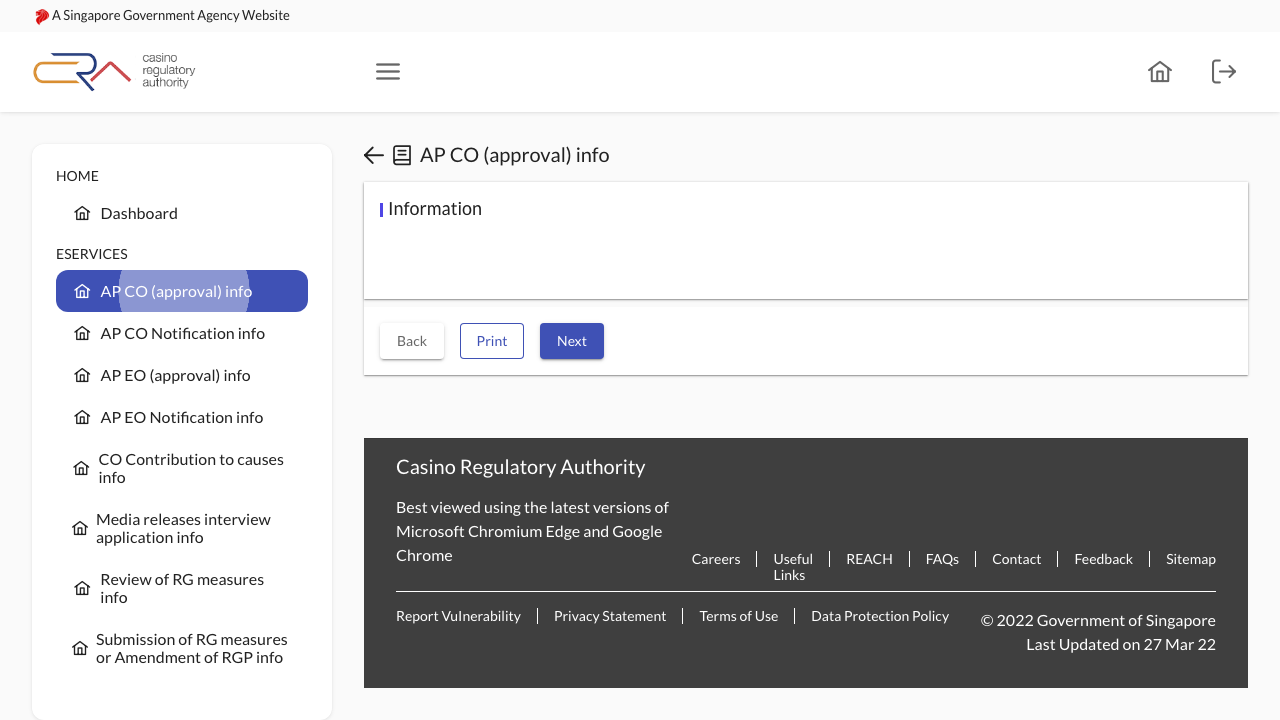 A Singapore Government Agency Website
CRA
casino
regulatory
authority
HOME
Dashboard
ESERVICES
AP CO (approval) info
AP CO Notification info
AP EO (approval) info
AP EO Notification info
CO Contribution to causes
info
Media releases interview
application info
Review of RG measures
info
Submission of RG measures
or Amendment of RGP info
AP CO (approval) info
Information
Back
Print
Next
Casino Regulatory Authority
Best viewed using the latest versions of
Microsoft Chromium Edge and Google
Chrome
Careers
Useful
Links
REACH
FAQs
Contact
Feedback
Sitemap
Report Vulnerability
Privacy Statement
Terms of Use
Data Protection Policy
© 2022 Government of Singapore
Last Updated on 27 Mar 22